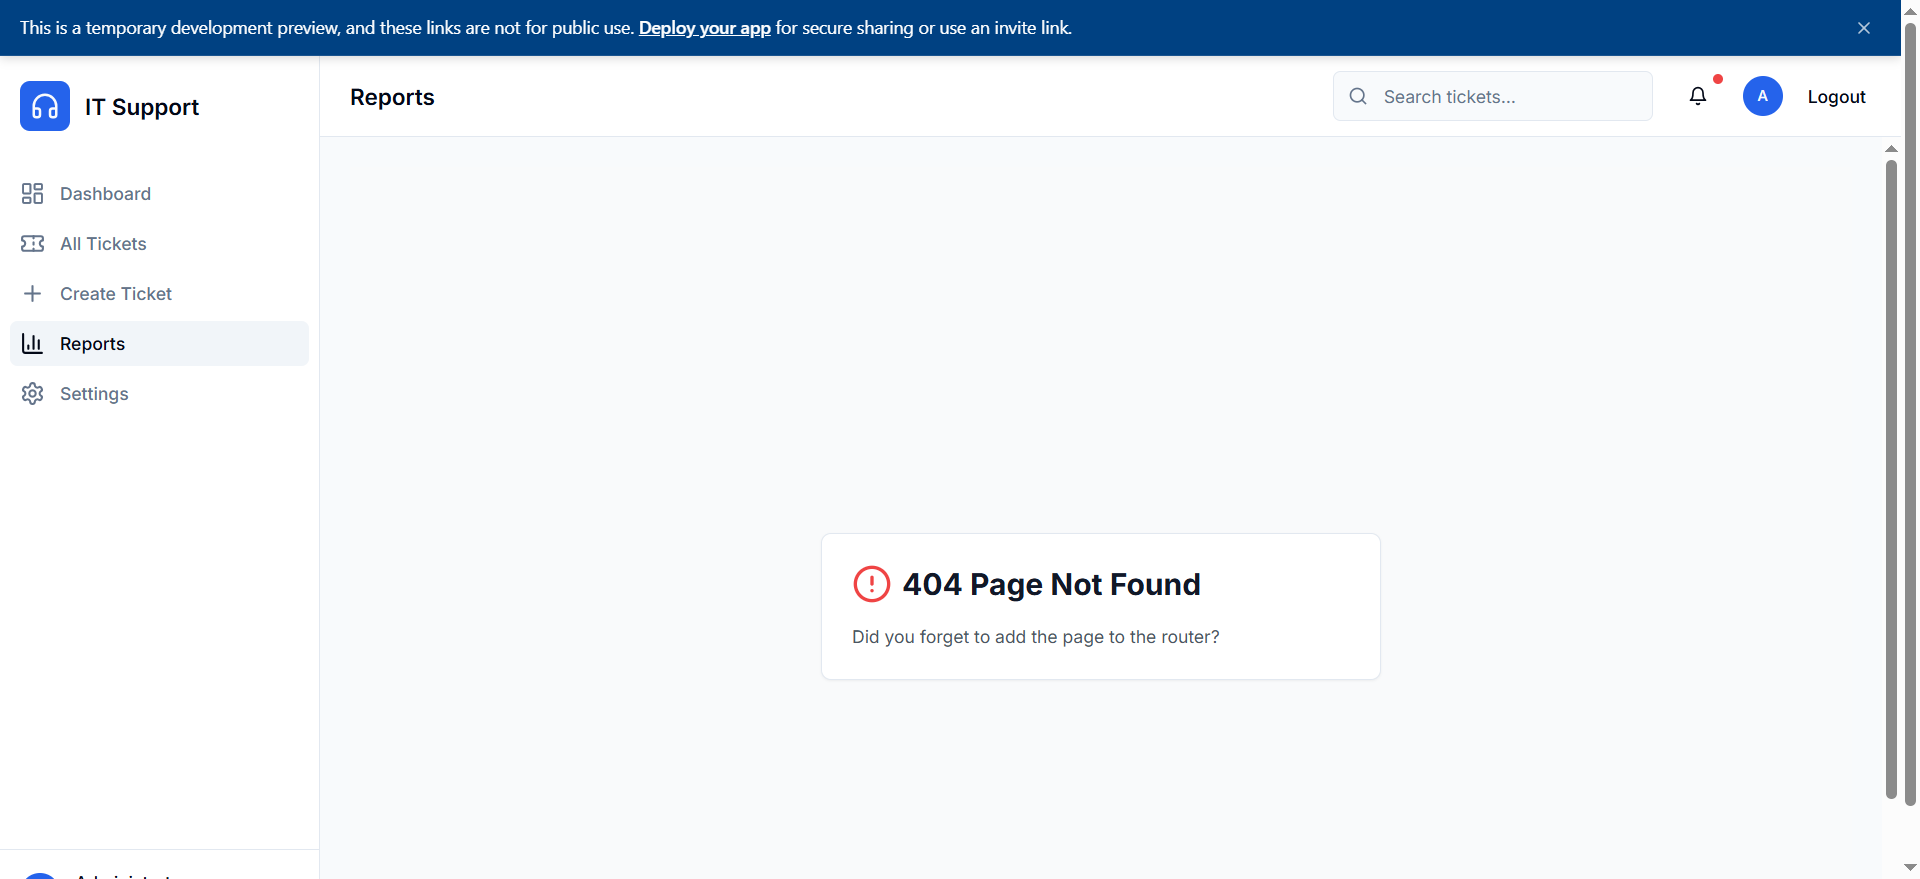 This is a temporary development preview, and these links are not for public use. Deploy your app for secure sharing or use an invite link.
IT Support
Reports
Search tickets...
A
Logout
Dashboard
All Tickets
Create Ticket
Reports
Settings
404 Page Not Found
Did you forget to add the page to the router?